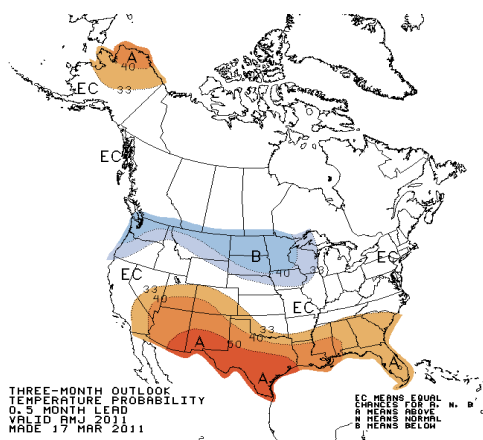 A
40
EC
33
EC
B
EC
40
33
EC
33
40
EC
33
40
A
50
A
A
THREE-MONTH OUTLOOK
TEMPERATURE PROBABILITY
0.5 MONTH LEAD
VALID AMJ 2011
MADE 17 MAR 2011
EC MEANS EQUAL
CHANCES FOR A, N, B
A MEANS ABOVE
N MEANS NORMAL
B MEANS BELOW